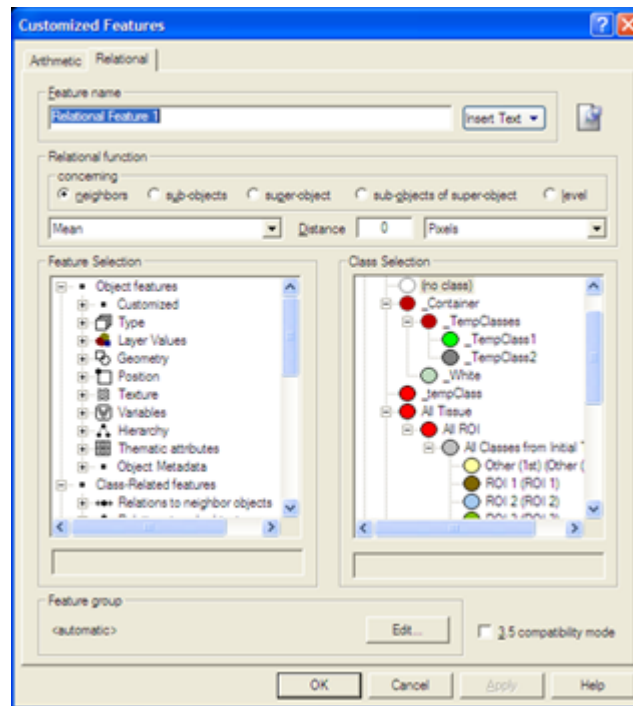 Customized Features
Arithmetic Relational
Feature name
Relational Feature 1
Insert Text
Relational function
concerning
neighbors sub-objects super-object sub-objects of super-object level
Mean Distance 0 Pixels
Feature Selection
Object features
Customized
Type
Layer Values
Geometry
Position
Texture
Variables
Hierarchy
Thematic attributes
Object Metadata
Class-Related features
Relations to neighbor objects
Class Selection
(no class)
_Container
_TempClasses
_TempClass1
_TempClass2
_White
_tempClass
All Tissue
All ROI
All Classes from Initial
Other (1st) (Other (
ROI 1 (ROI 1)
ROI 2 (ROI 2)
Feature group
<automatic>
Edit...
3.5 compatibility mode
OK Cancel Apply Help